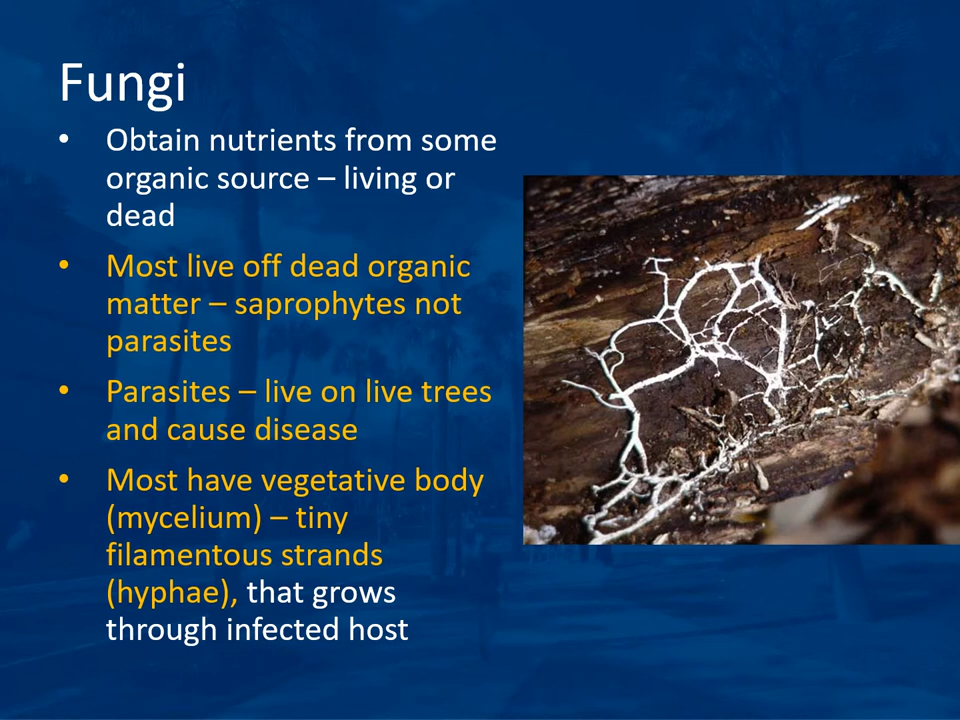 Fungi
• Obtain nutrients from some
organic source – living or
dead
• Most live off dead organic
matter – saprophytes not
parasites
• Parasites – live on live trees
and cause disease
• Most have vegetative body
(mycelium) – tiny
filamentous strands
(hyphae), that grows
through infected host